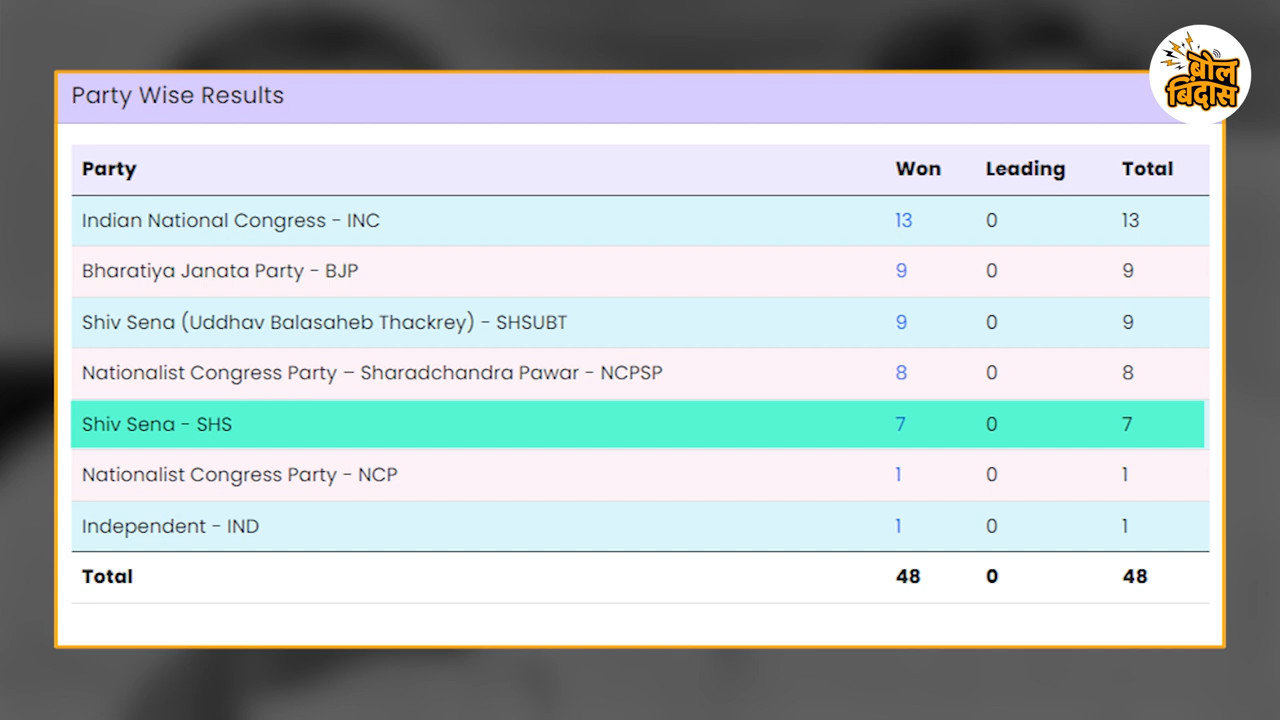 बोल
बिंदास
Party Wise Results
Party Won Leading Total
Indian National Congress - INC 13 0 13
Bharatiya Janata Party - BJP 9 0 9
Shiv Sena (Uddhav Balasaheb Thackrey) - SHSUBT 9 0 9
Nationalist Congress Party – Sharadchandra Pawar - NCPSP 8 0 8
Shiv Sena - SHS 7 0 7
Nationalist Congress Party - NCP 1 0 1
Independent - IND 1 0 1
Total 48 0 48